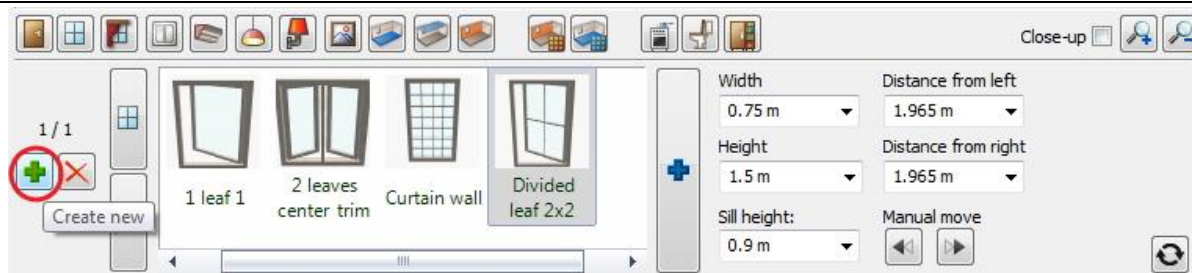 Close-up
Width
Distance from left
0.75 m
1.965 m
1 / 1
Height
Distance from right
1.5 m
1.965 m
1 leaf 1
2 leaves
center trim
Curtain wall
Divided
leaf 2x2
Create new
Sill height:
Manual move
0.9 m